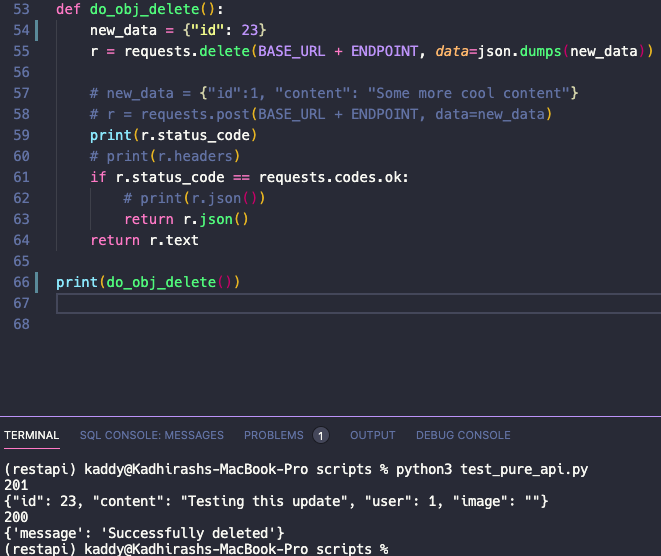 53 def do_obj_delete():
54     new_data = {"id": 23}
55     r = requests.delete(BASE_URL + ENDPOINT, data=json.dumps(new_data))
56
57     # new_data = {"id":1, "content": "Some more cool content"}
58     # r = requests.post(BASE_URL + ENDPOINT, data=new_data)
59     print(r.status_code)
60     # print(r.headers)
61     if r.status_code == requests.codes.ok:
62         # print(r.json())
63         return r.json()
64     return r.text
65
66 print(do_obj_delete())
67
68
TERMINAL SQL CONSOLE: MESSAGES PROBLEMS 1 OUTPUT DEBUG CONSOLE
(restapi) kaddy@Kadhirashs-MacBook-Pro scripts % python3 test_pure_api.py
201
{"id": 23, "content": "Testing this update", "user": 1, "image": ""}
200
{'message': 'Successfully deleted'}
(restapi) kaddy@Kadhirashs-MacBook-Pro scripts %